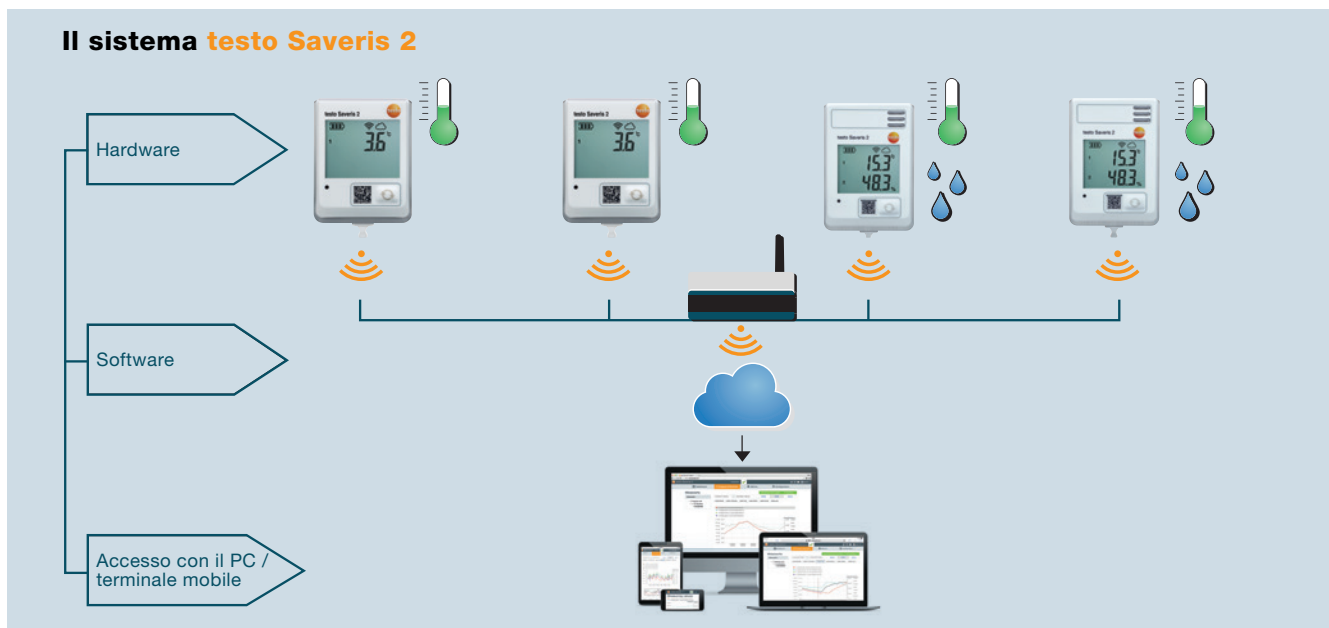 Il sistema testo Saveris 2
Hardware
testo Saveris 2
3.6 °C
testo Saveris 2
3.6 °C
testo Saveris 2
15.3 °C
48.3 %
testo Saveris 2
15.3 °C
48.3 %
Software
Accesso con il PC /
terminale mobile